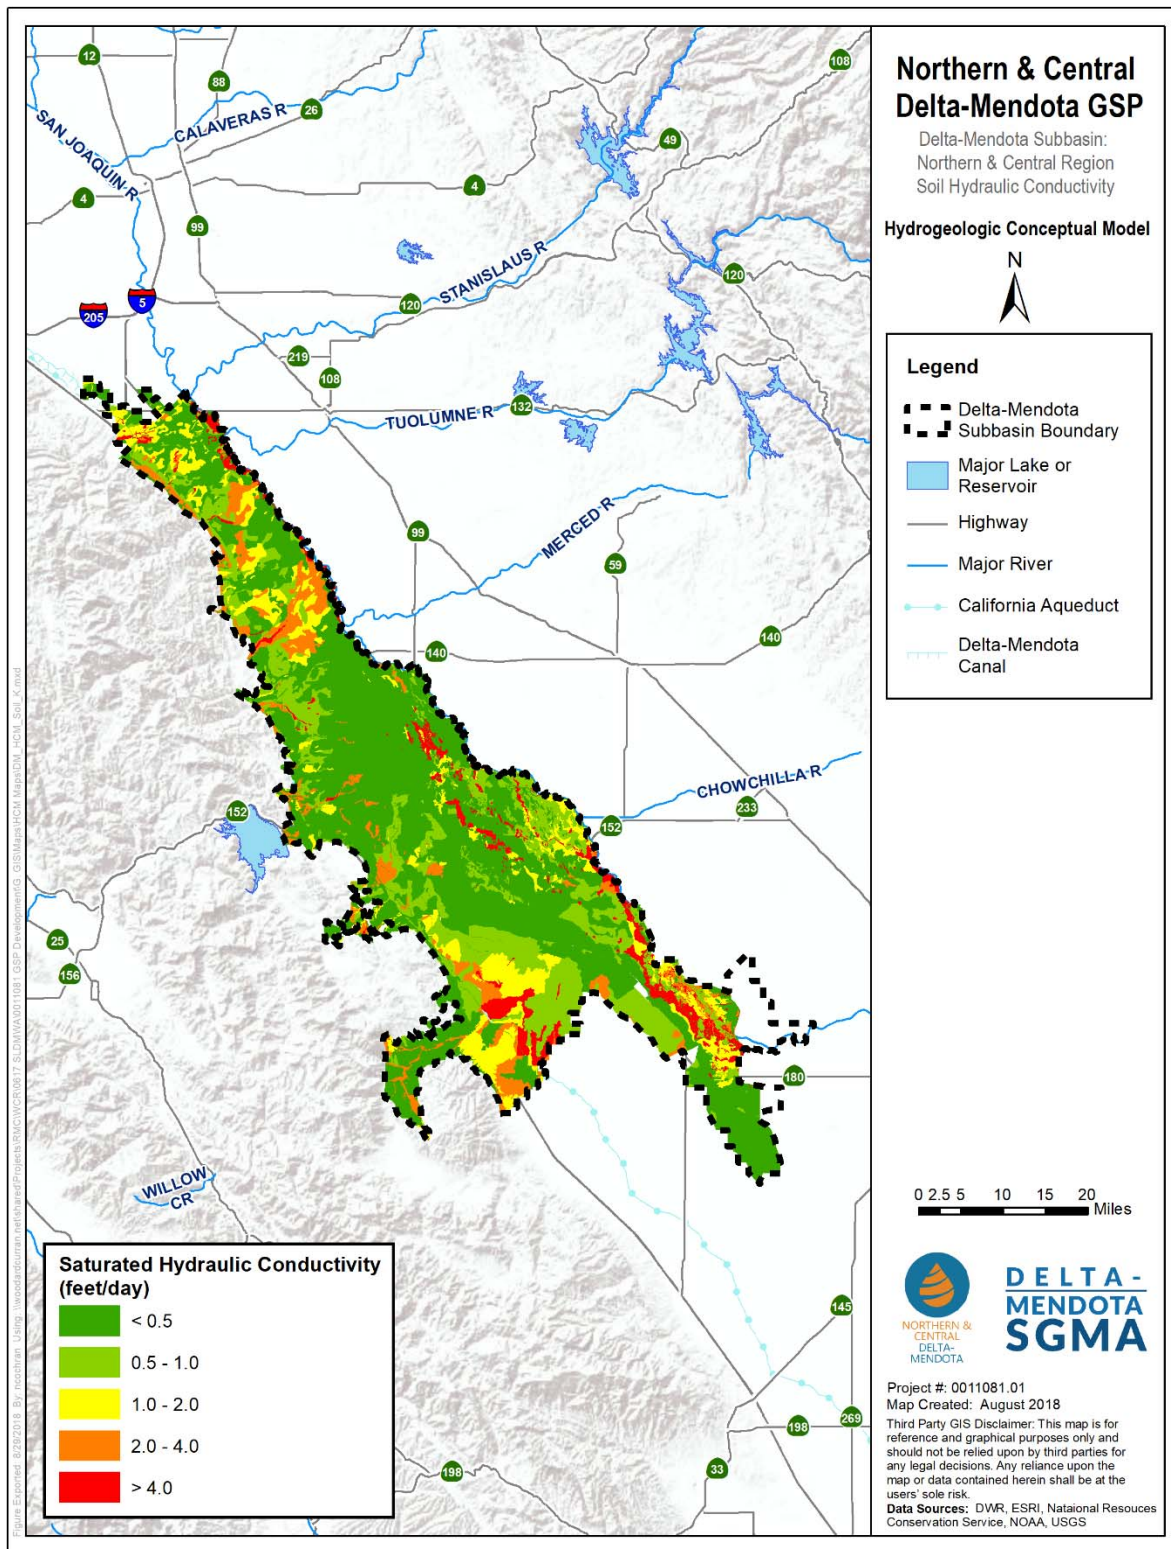 Northern & Central
Delta-Mendota GSP
Delta-Mendota Subbasin:
Northern & Central Region
Soil Hydraulic Conductivity
Hydrogeologic Conceptual Model
N
Legend
Delta-Mendota
Subbasin Boundary
Major Lake or
Reservoir
Highway
Major River
California Aqueduct
Delta-Mendota
Canal
0 2.5 5 10 15 20
Miles
NORTHERN &
CENTRAL
DELTA-
MENDOTA
DELTA-
MENDOTA
SGMA
Project #: 0011081.01
Map Created: August 2018
Third Party GIS Disclaimer: This map is for
reference and graphical purposes only and
should not be relied upon by third parties for
any legal decisions. Any reliance upon the
map or data contained herein shall be at the
users' sole risk.
Data Sources: DWR, ESRI, Nataional Resouces
Conservation Service, NOAA, USGS
12
88
108
26
CALAVERAS R
SAN JOAQUIN R
49
4
4
99
STANISLAUS R
120
5
205
120
219
108
132
TUOLUMNE R
99
MERCED R
59
140
140
CHOWCHILLA R
233
152
152
25
156
180
WILLOW
CR
145
269
198
33
198
Saturated Hydraulic Conductivity
(feet/day)
< 0.5
0.5 - 1.0
1.0 - 2.0
2.0 - 4.0
> 4.0